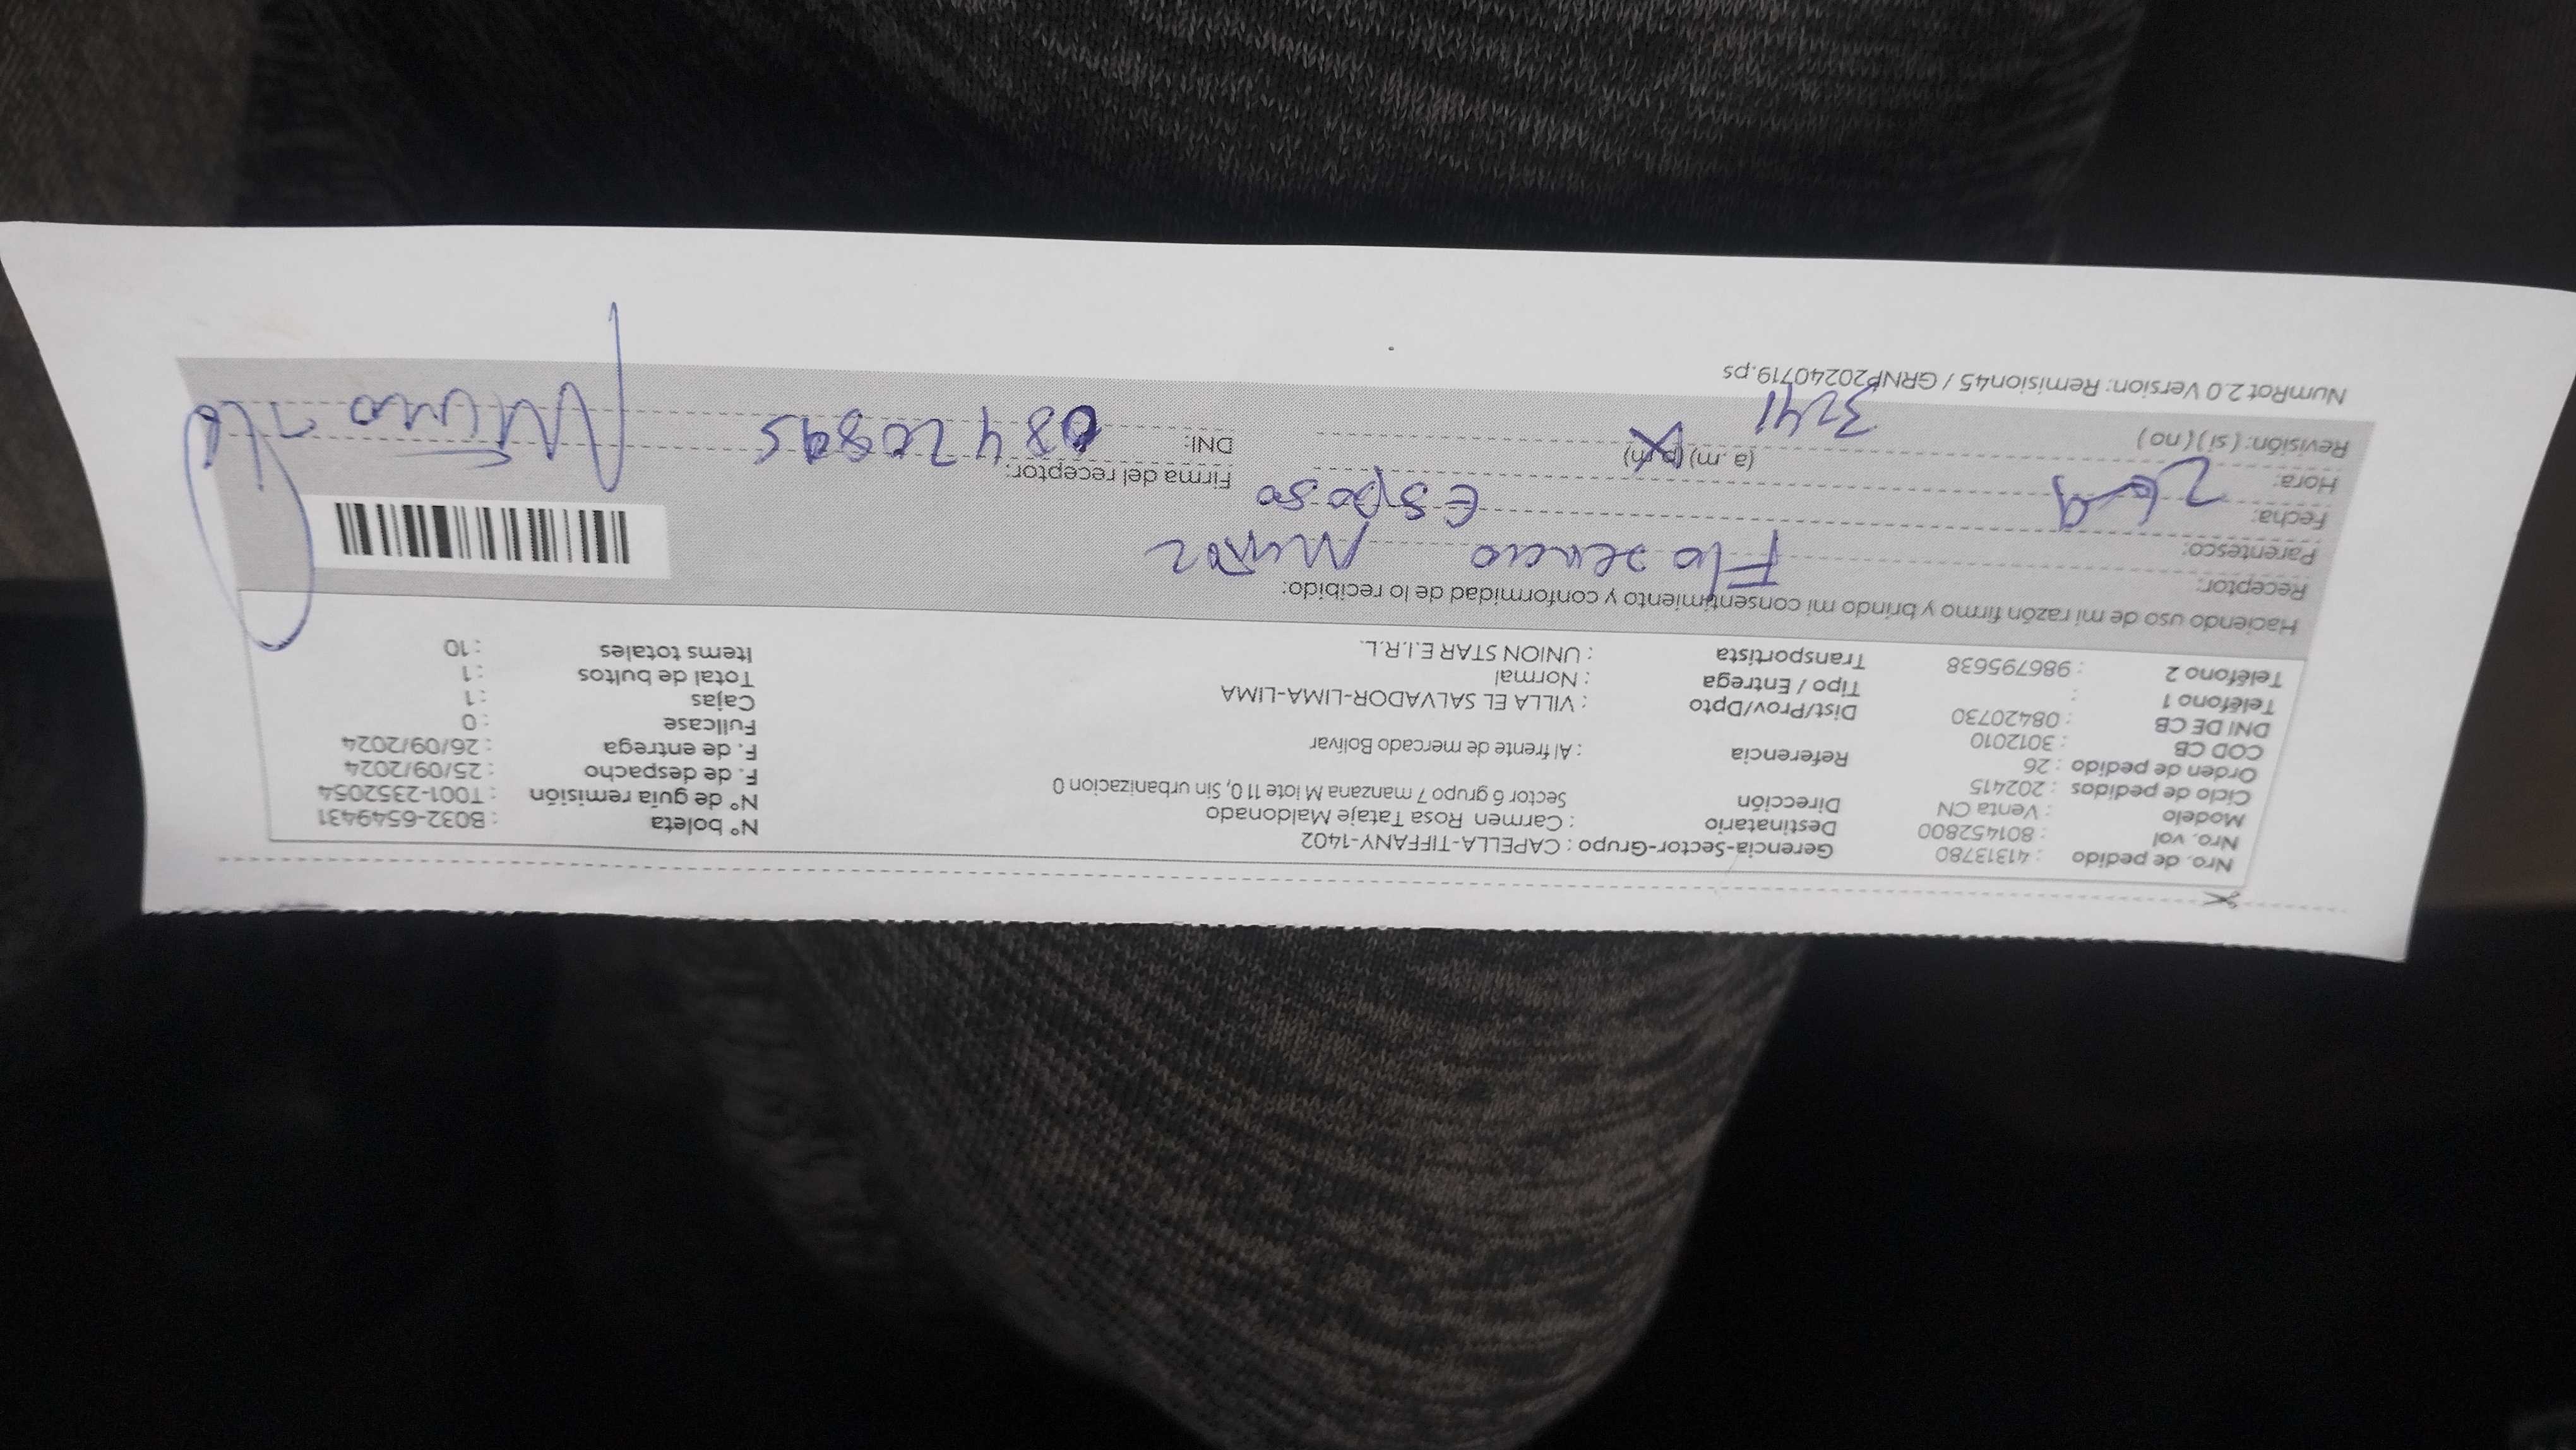 Nro. de pedido : 41313780 Gerencia-Sector-Grupo : CAPELLA-TIFFANY-1402 N° boleta : B032-6549431
Nro. vol : 801452800 Destinatario : Carmen Rosa Tataje Maldonado N° de guía remisión : T001-2352054
Modelo : Venta CN Dirección Sector 6 grupo 7 manzana M lote 11 0, Sin urbanizacion 0 F. de despacho : 25/09/2024
Ciclo de pedidos : 202415 F. de entrega : 26/09/2024
Orden de pedido : 26 Referencia : Al frente de mercado Bolivar Fullcase : 0
COD CB : 3012010 Dist/Prov/Dpto : VILLA EL SALVADOR-LIMA-LIMA Cajas : 1
DNI DE CB : 08420730 Tipo / Entrega : Normal Total de bultos : 1
Teléfono 1 : Transportista : UNION STAR E.I.R.L. Items totales : 10
Teléfono 2 : 986795638
Haciendo uso de mi razón firmo y brindo mi consentimiento y conformidad de lo recibido:
Receptor: Muñoz
Parentesco: Esposo
Fecha: 26-9 Firma del receptor:
Hora: 3241 (a.m) (p.m) DNI:
Revisión: (si) (no)
NumRot 2.0 Version: Remision45 / GRNP20240719.ps